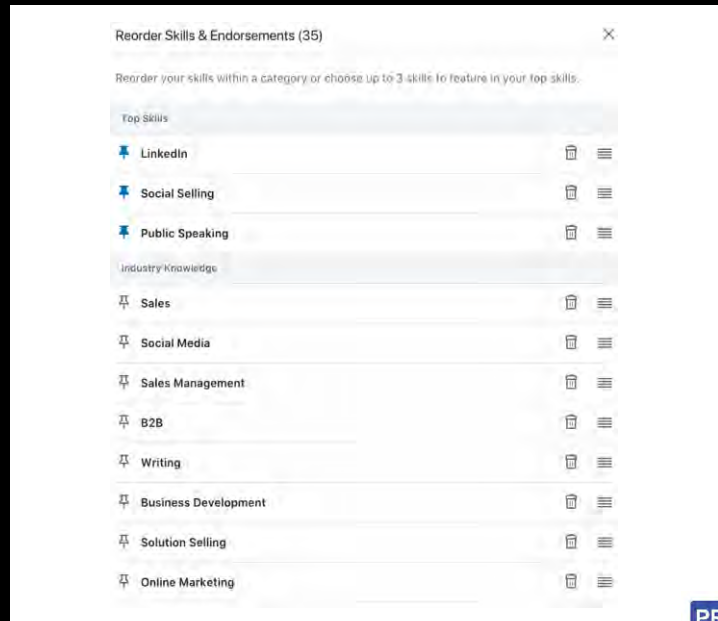 Reorder Skills & Endorsements (35)
Reorder your skills within a category or choose up to 3 skills to feature in your top skills.
Top Skills
LinkedIn
Social Selling
Public Speaking
Industry Knowledge
Sales
Social Media
Sales Management
B2B
Writing
Business Development
Solution Selling
Online Marketing